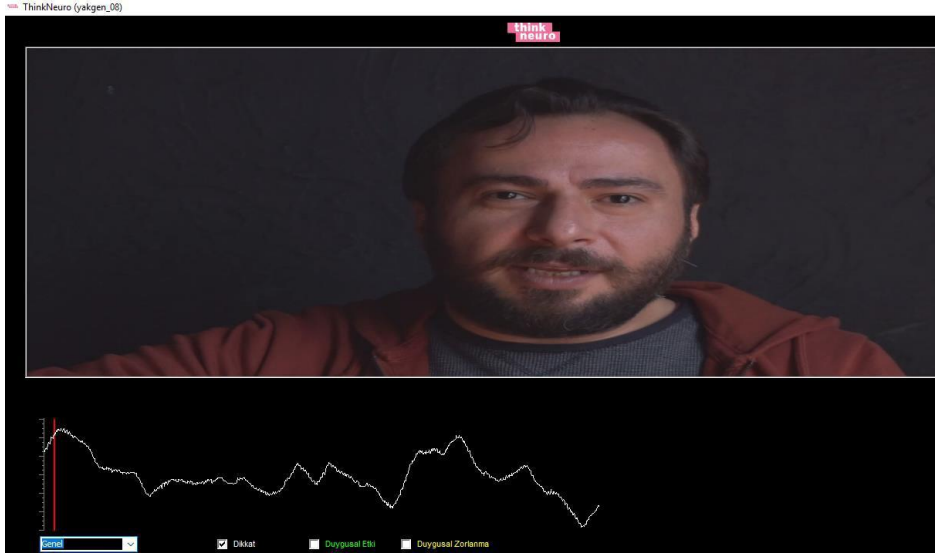 ThinkNeuro (yakgen_08)
think
neuro
Genel Dikkat Duygusal Etki Duygusal Zorlanma